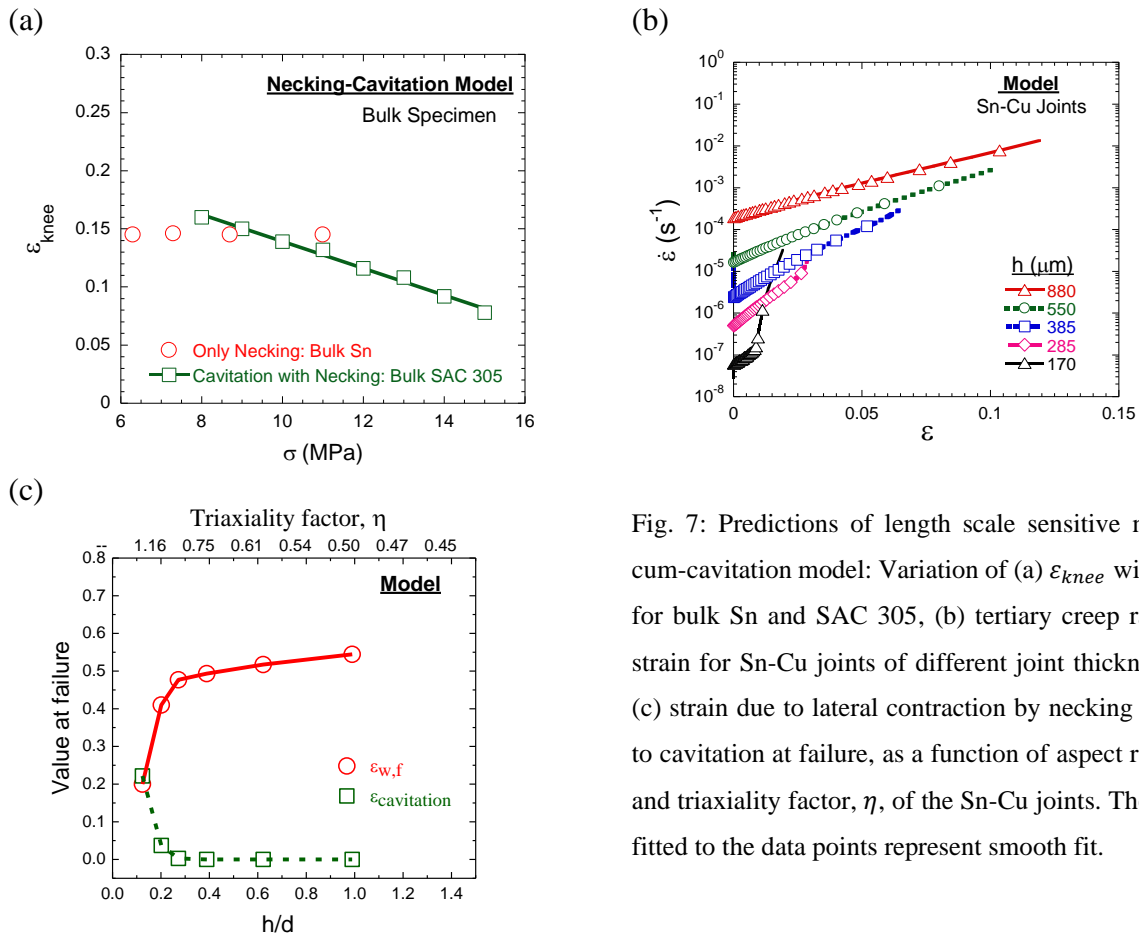 (a)
0.3
0.25
0.2
0.15
0.1
0.05
0
ε_knee
Necking-Cavitation Model
Bulk Specimen
Only Necking: Bulk Sn
Cavitation with Necking: Bulk SAC 305
6 8 10 12 14 16
σ (MPa)
(b)
10^0
10^-1
10^-2
10^-3
10^-4
10^-5
10^-6
10^-7
10^-8
ε̇ (s^-1)
Model
Sn-Cu Joints
h (μm)
880
550
385
285
170
0 0.05 0.1 0.15
ε
(c)
Triaxiality factor, η
-- 1.16 0.75 0.61 0.54 0.50 0.47 0.45
0.8
0.7
0.6
0.5
0.4
0.3
0.2
0.1
0.0
Value at failure
Model
ε_w,f
ε_cavitation
0.0 0.2 0.4 0.6 0.8 1.0 1.2 1.4
h/d
Fig. 7: Predictions of length scale sensitive
cum-cavitation model: Variation of (a) ε_knee
for bulk Sn and SAC 305, (b) tertiary creep
strain for Sn-Cu joints of different joint
(c) strain due to lateral contraction by necking
to cavitation at failure, as a function of aspect
and triaxiality factor, η, of the Sn-Cu joints.
fitted to the data points represent smooth fit.